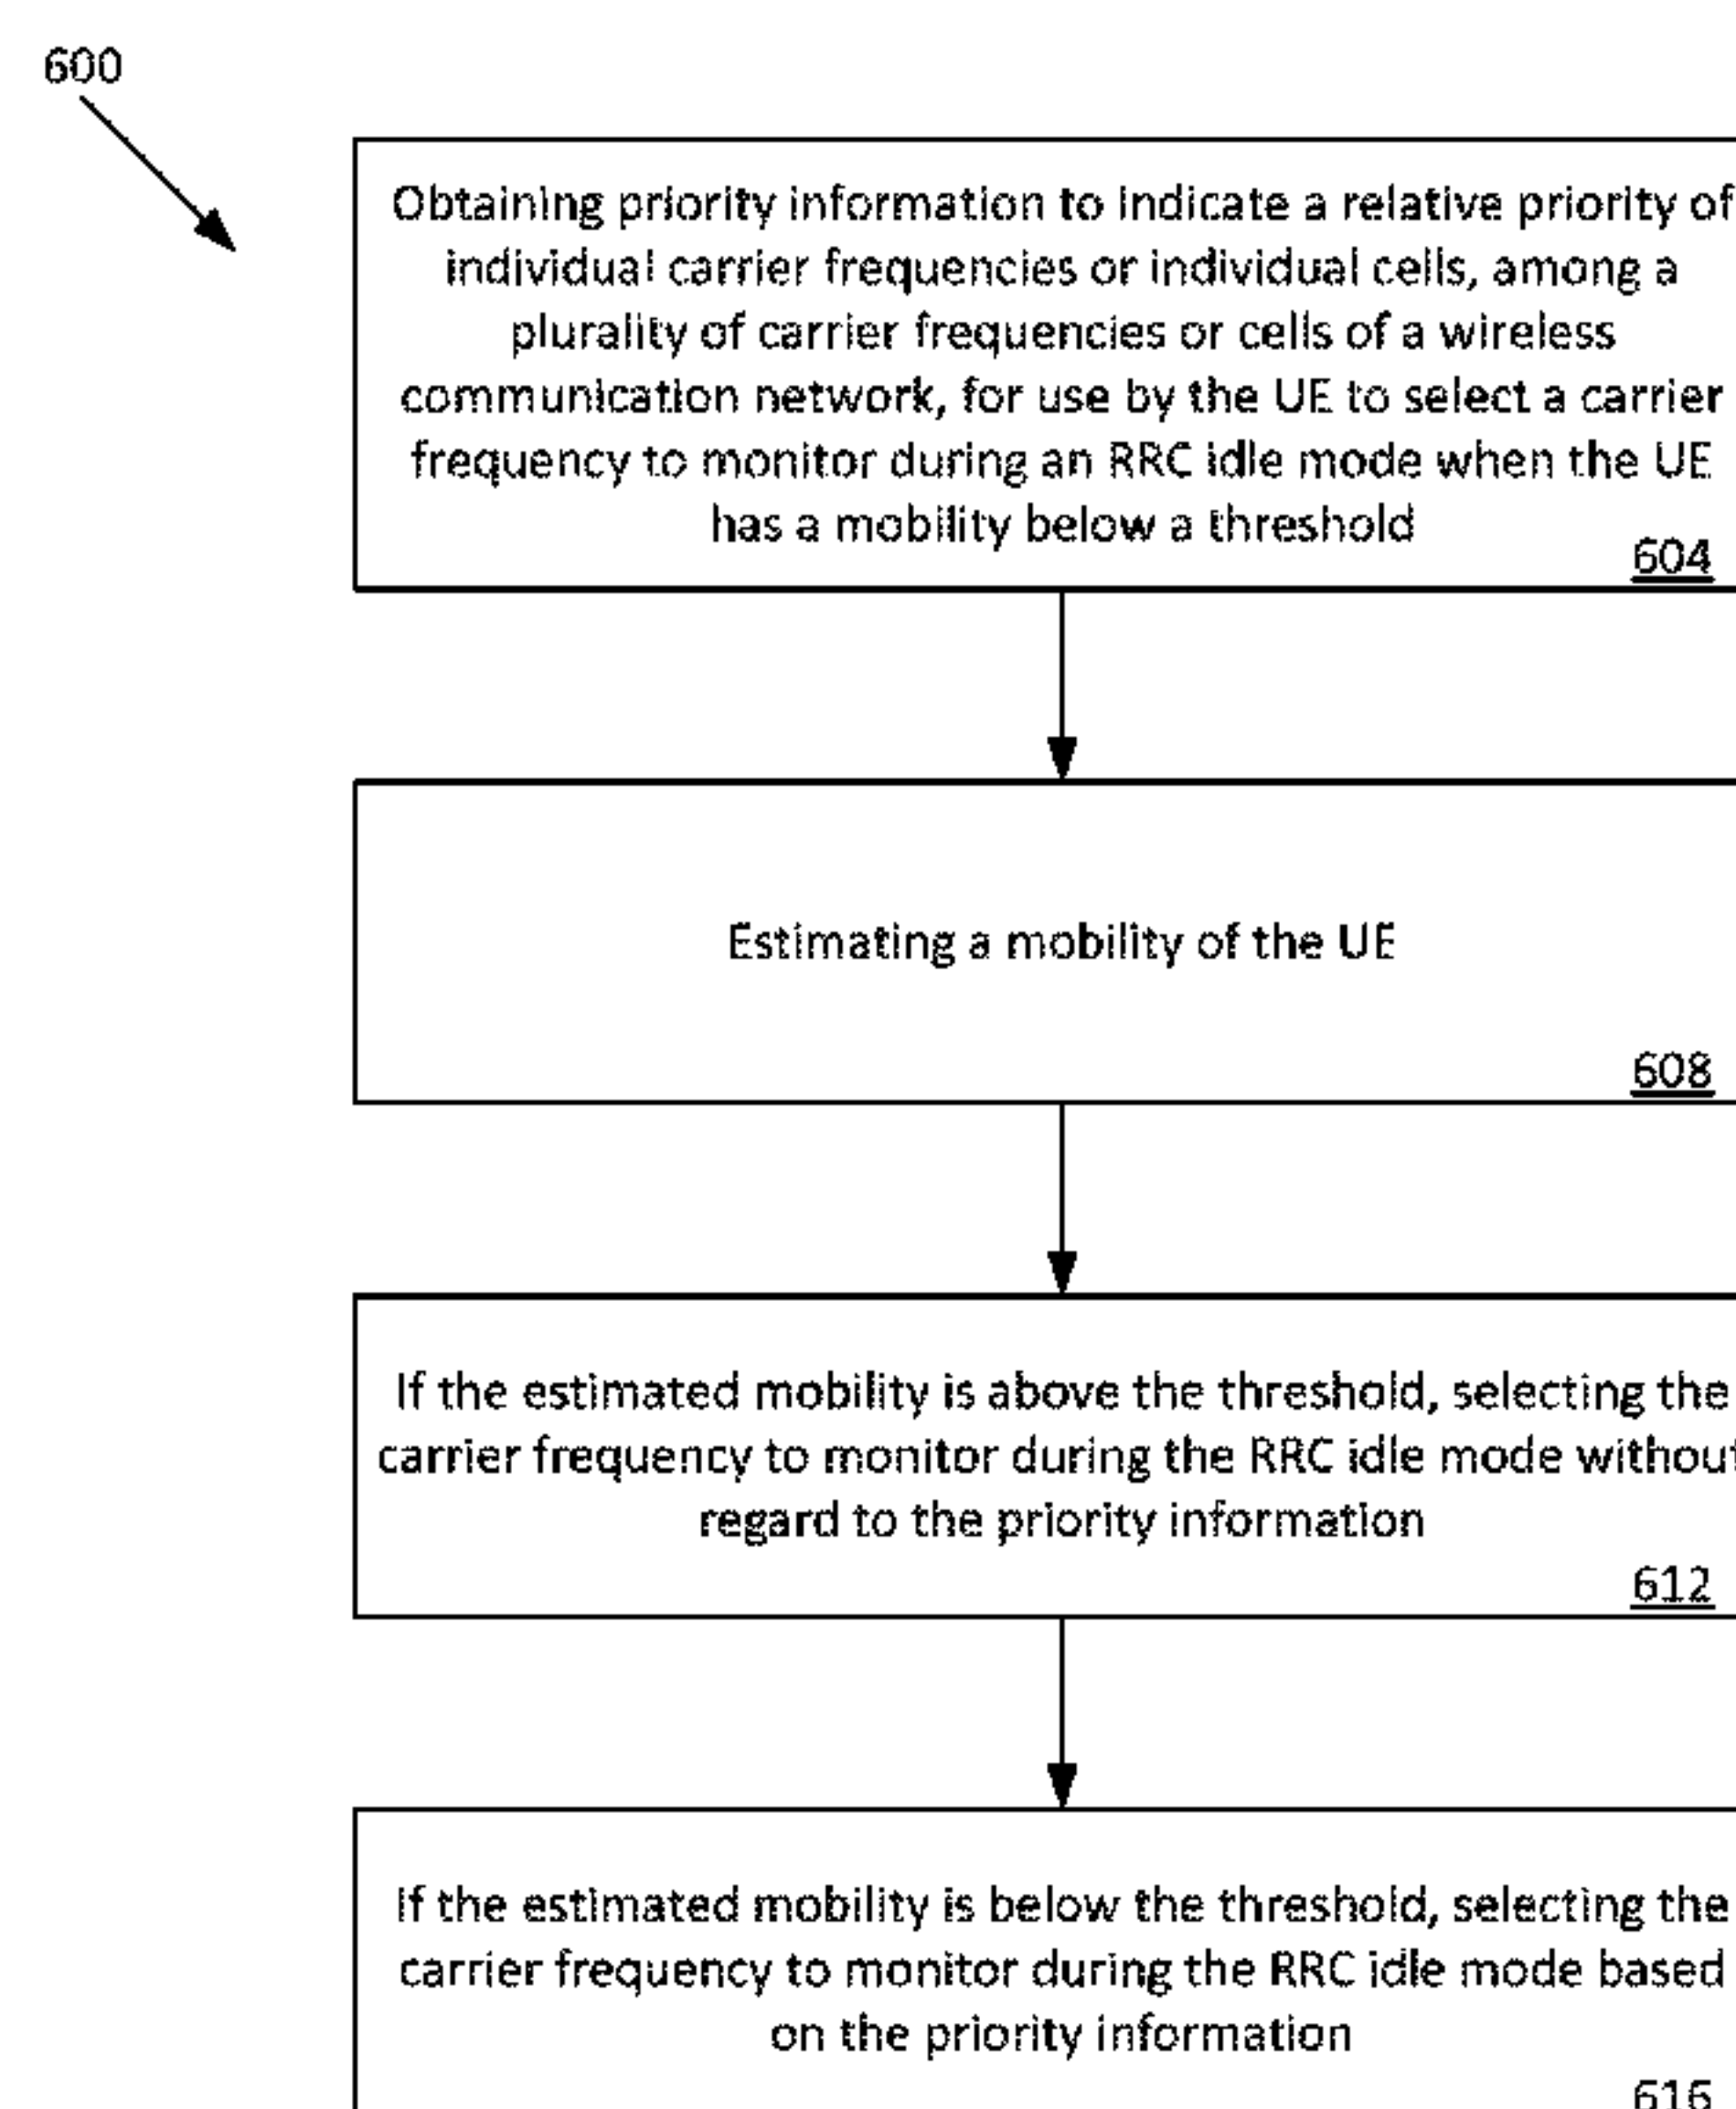 600
Obtaining priority information to indicate a relative priority of
individual carrier frequencies or individual cells, among a
plurality of carrier frequencies or cells of a wireless
communication network, for use by the UE to select a carrier
frequency to monitor during an RRC idle mode when the UE
has a mobility below a threshold
604
Estimating a mobility of the UE
608
If the estimated mobility is above the threshold, selecting the
carrier frequency to monitor during the RRC idle mode without
regard to the priority information
612
If the estimated mobility is below the threshold, selecting the
carrier frequency to monitor during the RRC idle mode based
on the priority information
616